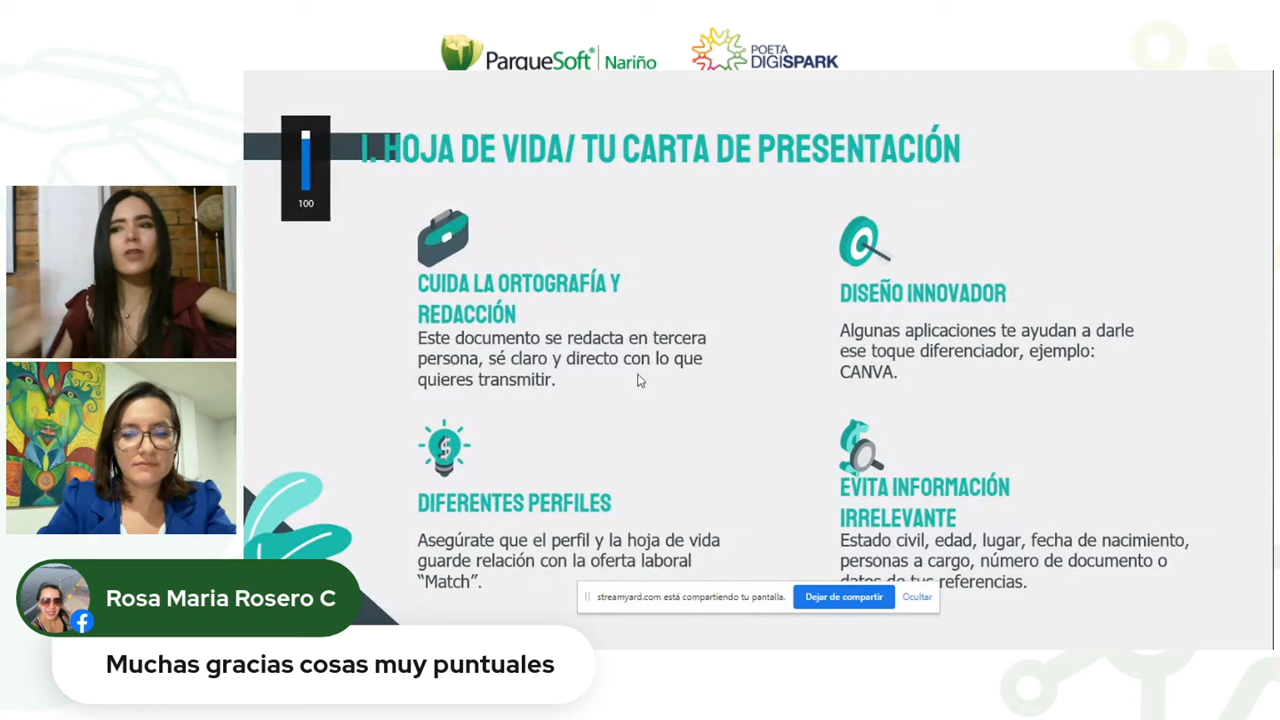 ParqueSoft Nariño
POETA
DIGISPARK
I. HOJA DE VIDA/ TU CARTA DE PRESENTACIÓN
100
CUIDA LA ORTOGRAFÍA Y
REDACCIÓN
Este documento se redacta en tercera
persona, sé claro y directo con lo que
quieres transmitir.
DISEÑO INNOVADOR
Algunas aplicaciones te ayudan a darle
ese toque diferenciador, ejemplo:
CANVA.
DIFERENTES PERFILES
Asegúrate que el perfil y la hoja de vida
guarde relación con la oferta laboral
“Match”.
EVITA INFORMACIÓN
IRRELEVANTE
Estado civil, edad, lugar, fecha de nacimiento,
personas a cargo, número de documento o
datos de tus referencias.
streamyard.com está compartiendo tu pantalla.
Dejar de compartir
Ocultar
Rosa Maria Rosero C
Muchas gracias cosas muy puntuales